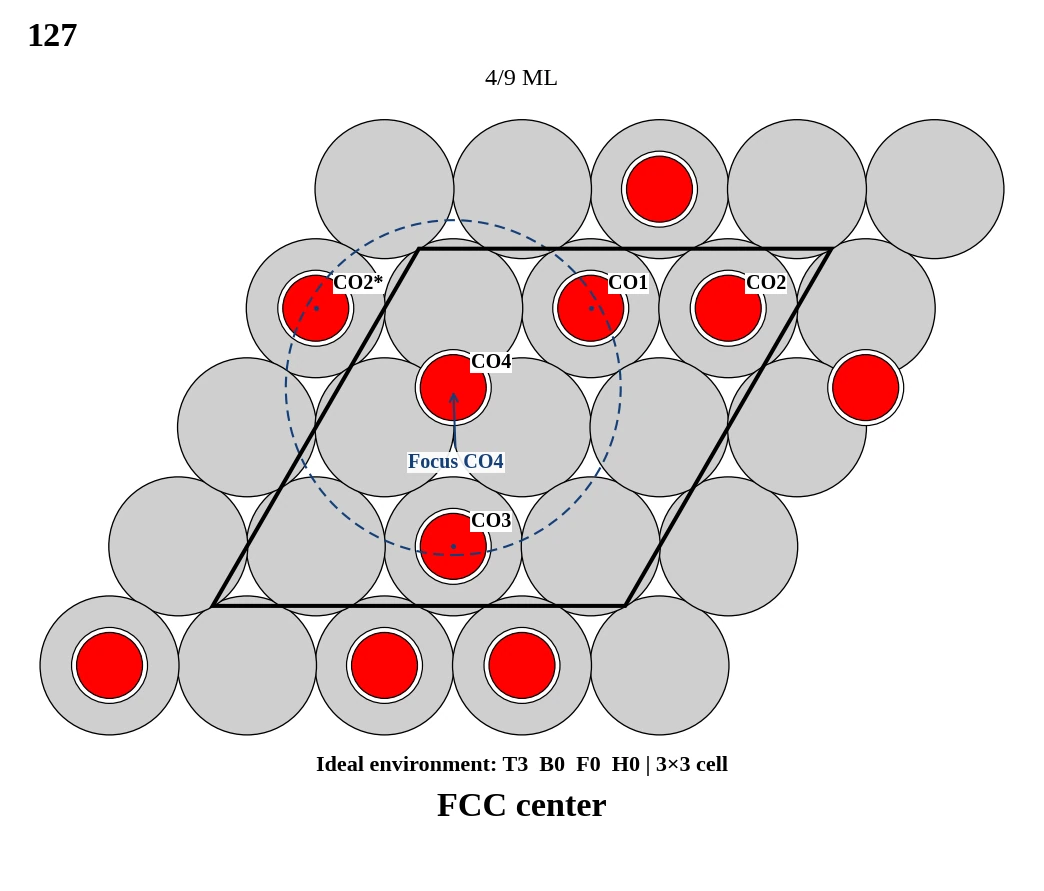 127
4/9 ML
CO2*
CO1
CO2
CO4
Focus CO4
CO3
Ideal environment: T3  B0  F0  H0 | 3×3 cell
FCC center